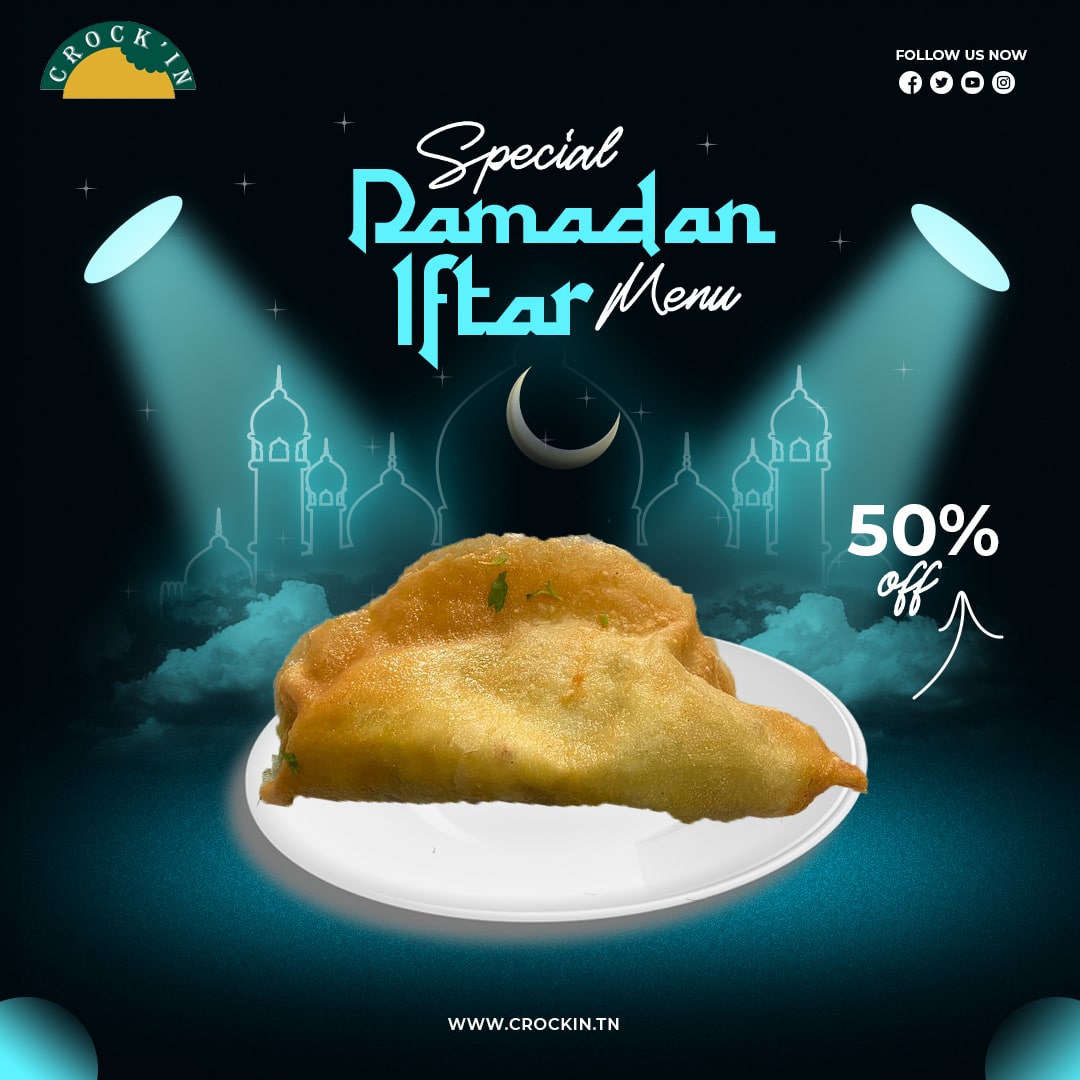 CROCK'IN
FOLLOW US NOW
Special
Ramadan
Iftar Menu
50%
off
WWW.CROCKIN.TN